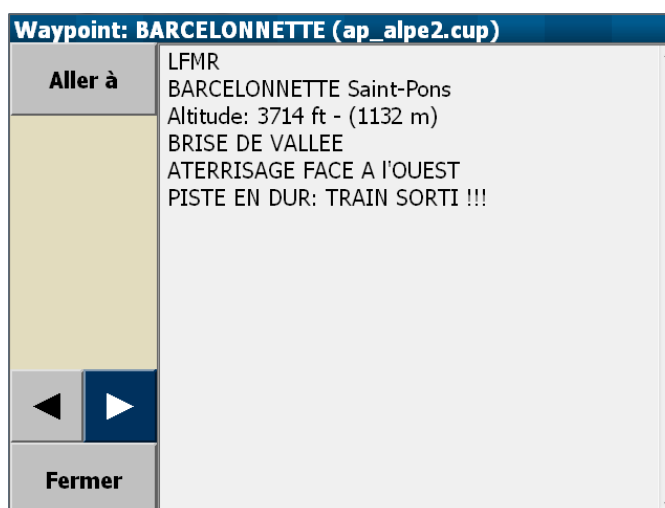 Waypoint: BARCELONNETTE (ap_alpe2.cup)
Aller à
LFMR
BARCELONNETTE Saint-Pons
Altitude: 3714 ft - (1132 m)
BRISE DE VALLEE
ATERRISAGE FACE A l'OUEST
PISTE EN DUR: TRAIN SORTI !!!
Fermer